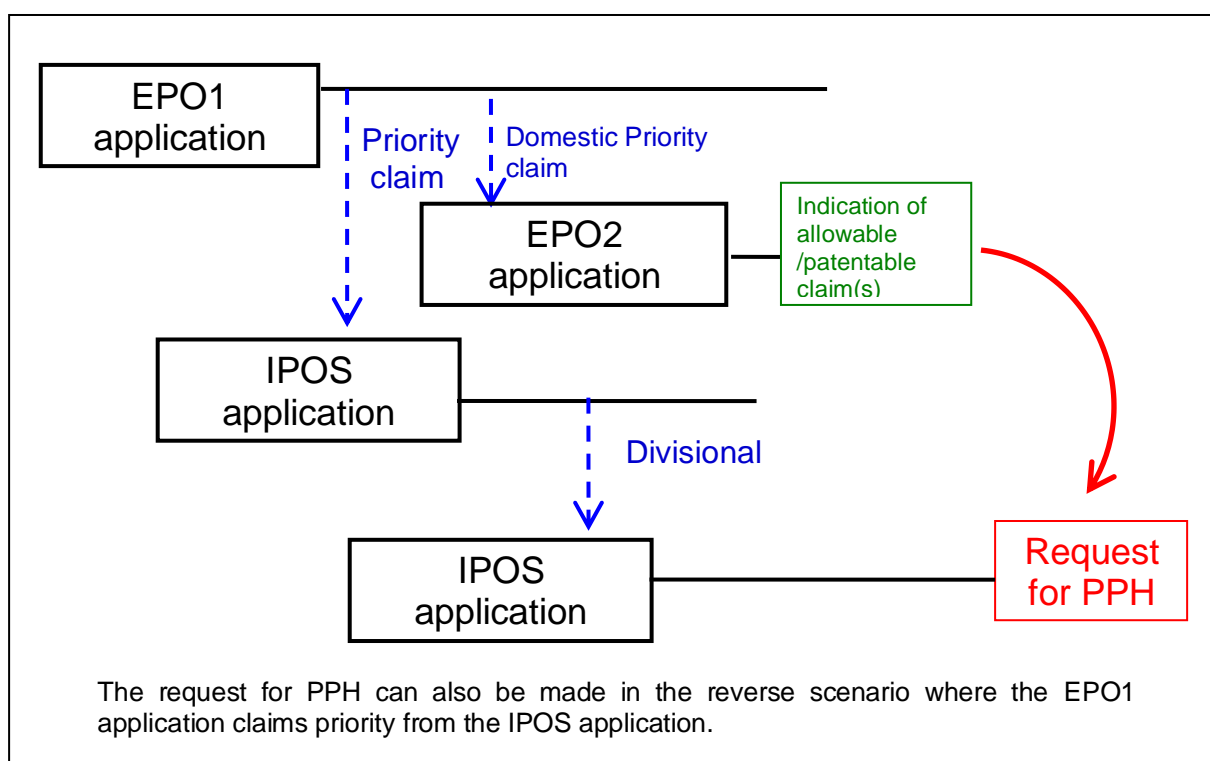 EPO1
application
Priority
claim
Domestic Priority
claim
EPO2
application
Indication of
allowable
/patentable
claim(s)
IPOS
application
Divisional
IPOS
application
Request
for PPH
The request for PPH can also be made in the reverse scenario where the EPO1
application claims priority from the IPOS application.